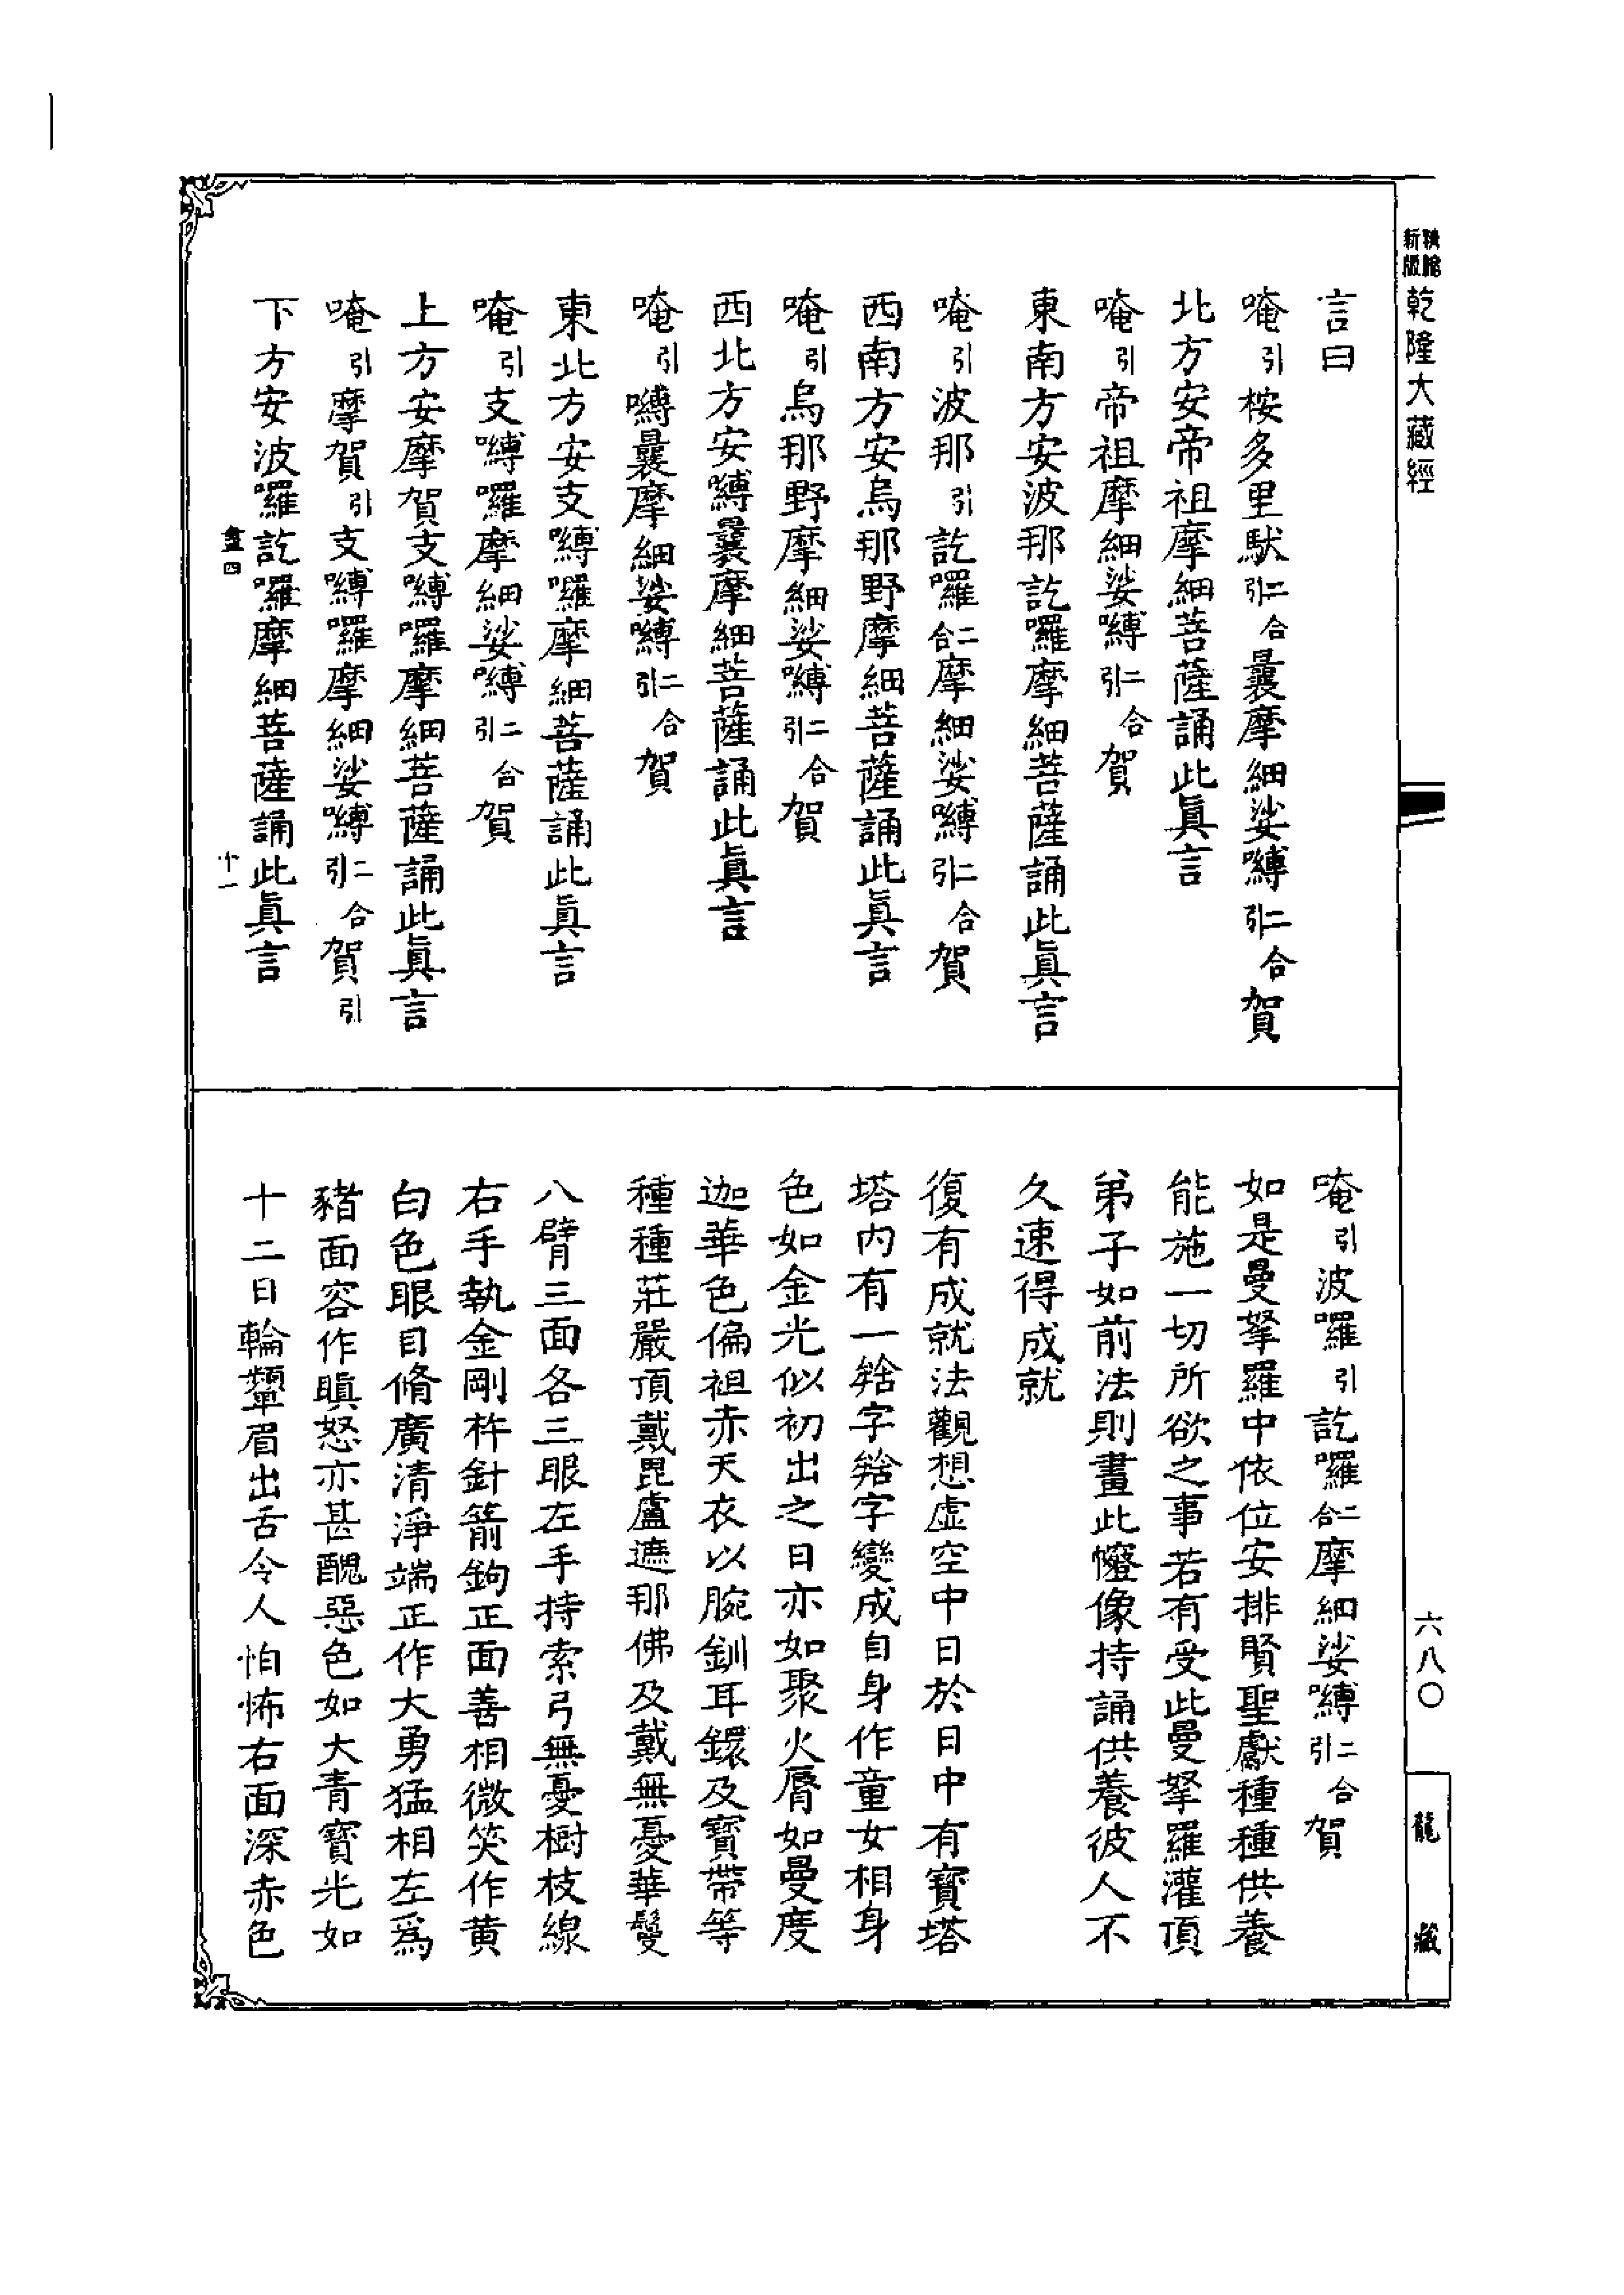 乾隆大藏經
六八〇
龍藏
言曰
唵引桉多里馱引二合曩摩細娑嚩引二合賀
北方安帝祖摩細菩薩誦此眞言
唵引帝祖摩細娑嚩引二合賀
東南方安波那訖囉摩細菩薩誦此眞言
唵引波那引訖囉二合摩細娑嚩引二合賀
西南方安烏那野摩細菩薩誦此眞言
唵引烏那野摩細娑嚩引二合賀
西北方安嚩曩摩細菩薩誦此眞言
唵引嚩曩摩細娑嚩引二合賀
東北方安支嚩囉摩細菩薩誦此眞言
唵引支嚩囉摩細娑嚩引二合賀
上方安摩賀支嚩囉摩細菩薩誦此眞言
唵引摩賀引支嚩囉摩細娑嚩引二合賀引
下方安波囉訖囉摩細菩薩誦此眞言
十一
唵引波囉引訖囉二合摩細娑嚩引二合賀
如是曼拏羅中依位安排賢聖獻種種供養
能施一切所欲之事若有受此曼拏羅灌頂
弟子如前法則畫此㡧像持誦供養彼人不
久速得成就
復有成就法觀想虛空中日於日中有寶塔
塔內有一𤚥字𤚥字變成自身作童女相身
色如金光似初出之日亦如聚火脣如曼度
迦華色偏袒赤天衣以腕釧耳鐶及寶帶等
種種莊嚴頂戴毘盧遮那佛及戴無憂華鬘
八臂三面各三眼左手持索弓無憂樹枝線
右手執金剛杵針箭鉤正面善相微笑作黃
白色眼目脩廣清淨端正作大勇猛相左爲
豬面容作瞋怒亦甚醜惡色如大青寶光如
十二日輪顰眉出舌令人怕怖右面深赤色